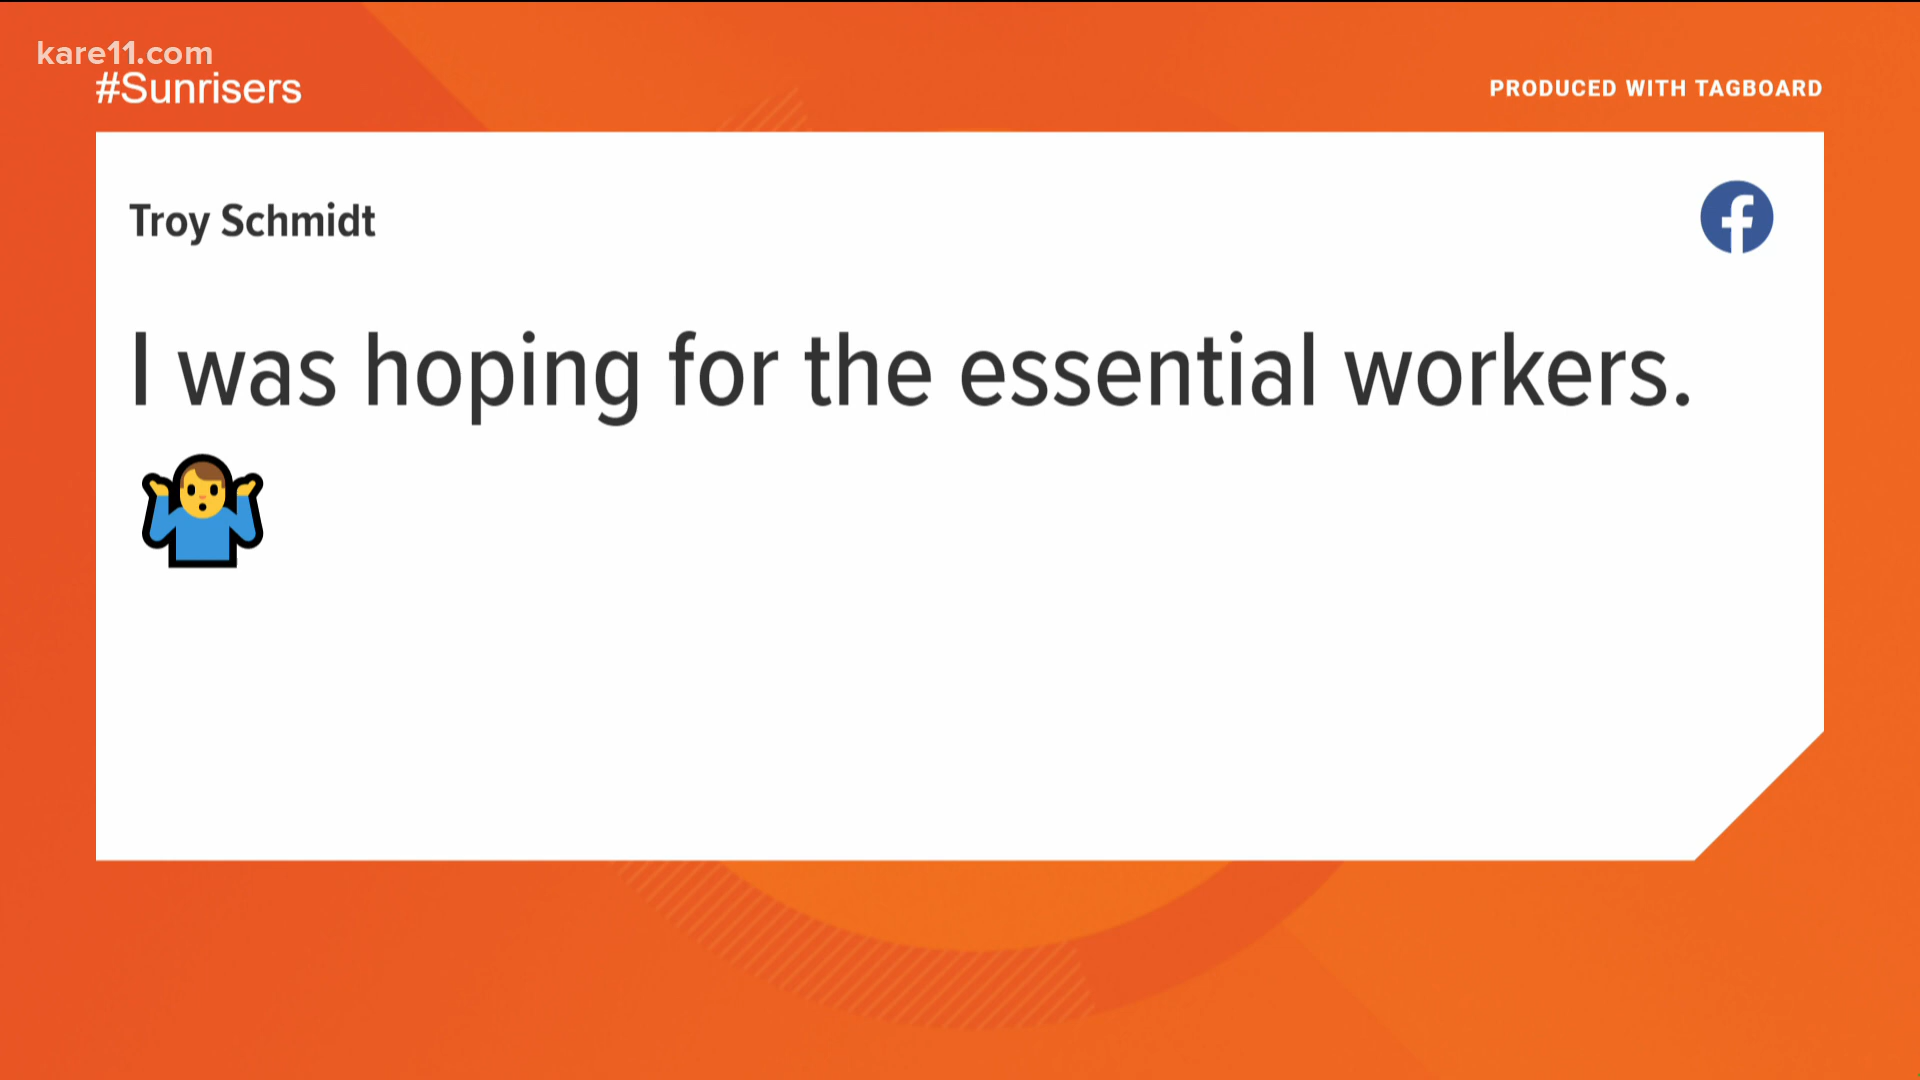 kare11.com
#Sunrisers
PRODUCED WITH TAGBOARD
Troy Schmidt
I was hoping for the essential workers.
🤷‍♂️